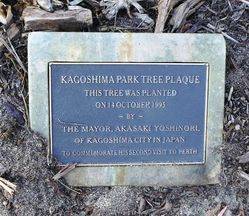 KAGOSHIMA PARK TREE PLAQUE
THIS TREE WAS PLANTED
ON 14 OCTOBER 1995
~ BY ~
THE MAYOR, AKASAKI YOSHINORI,
OF KAGOSHIMA CITY IN JAPAN
TO COMMEMORATE HIS SECOND VISIT TO PERTH